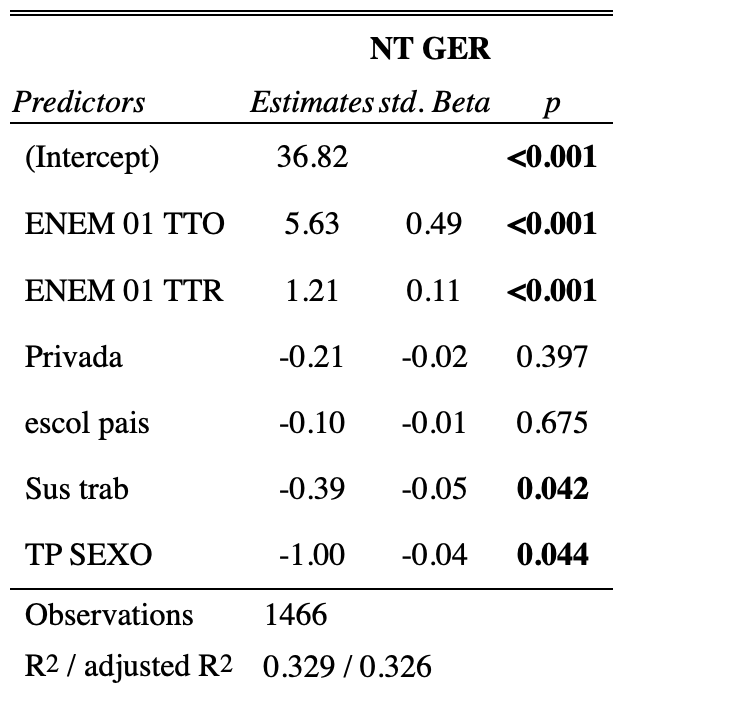 NT GER
Predictors Estimates std. Beta p
(Intercept) 36.82 <0.001
ENEM 01 TTO 5.63 0.49 <0.001
ENEM 01 TTR 1.21 0.11 <0.001
Privada -0.21 -0.02 0.397
escol pais -0.10 -0.01 0.675
Sus trab -0.39 -0.05 0.042
TP SEXO -1.00 -0.04 0.044
Observations 1466
R2 / adjusted R2 0.329 / 0.326